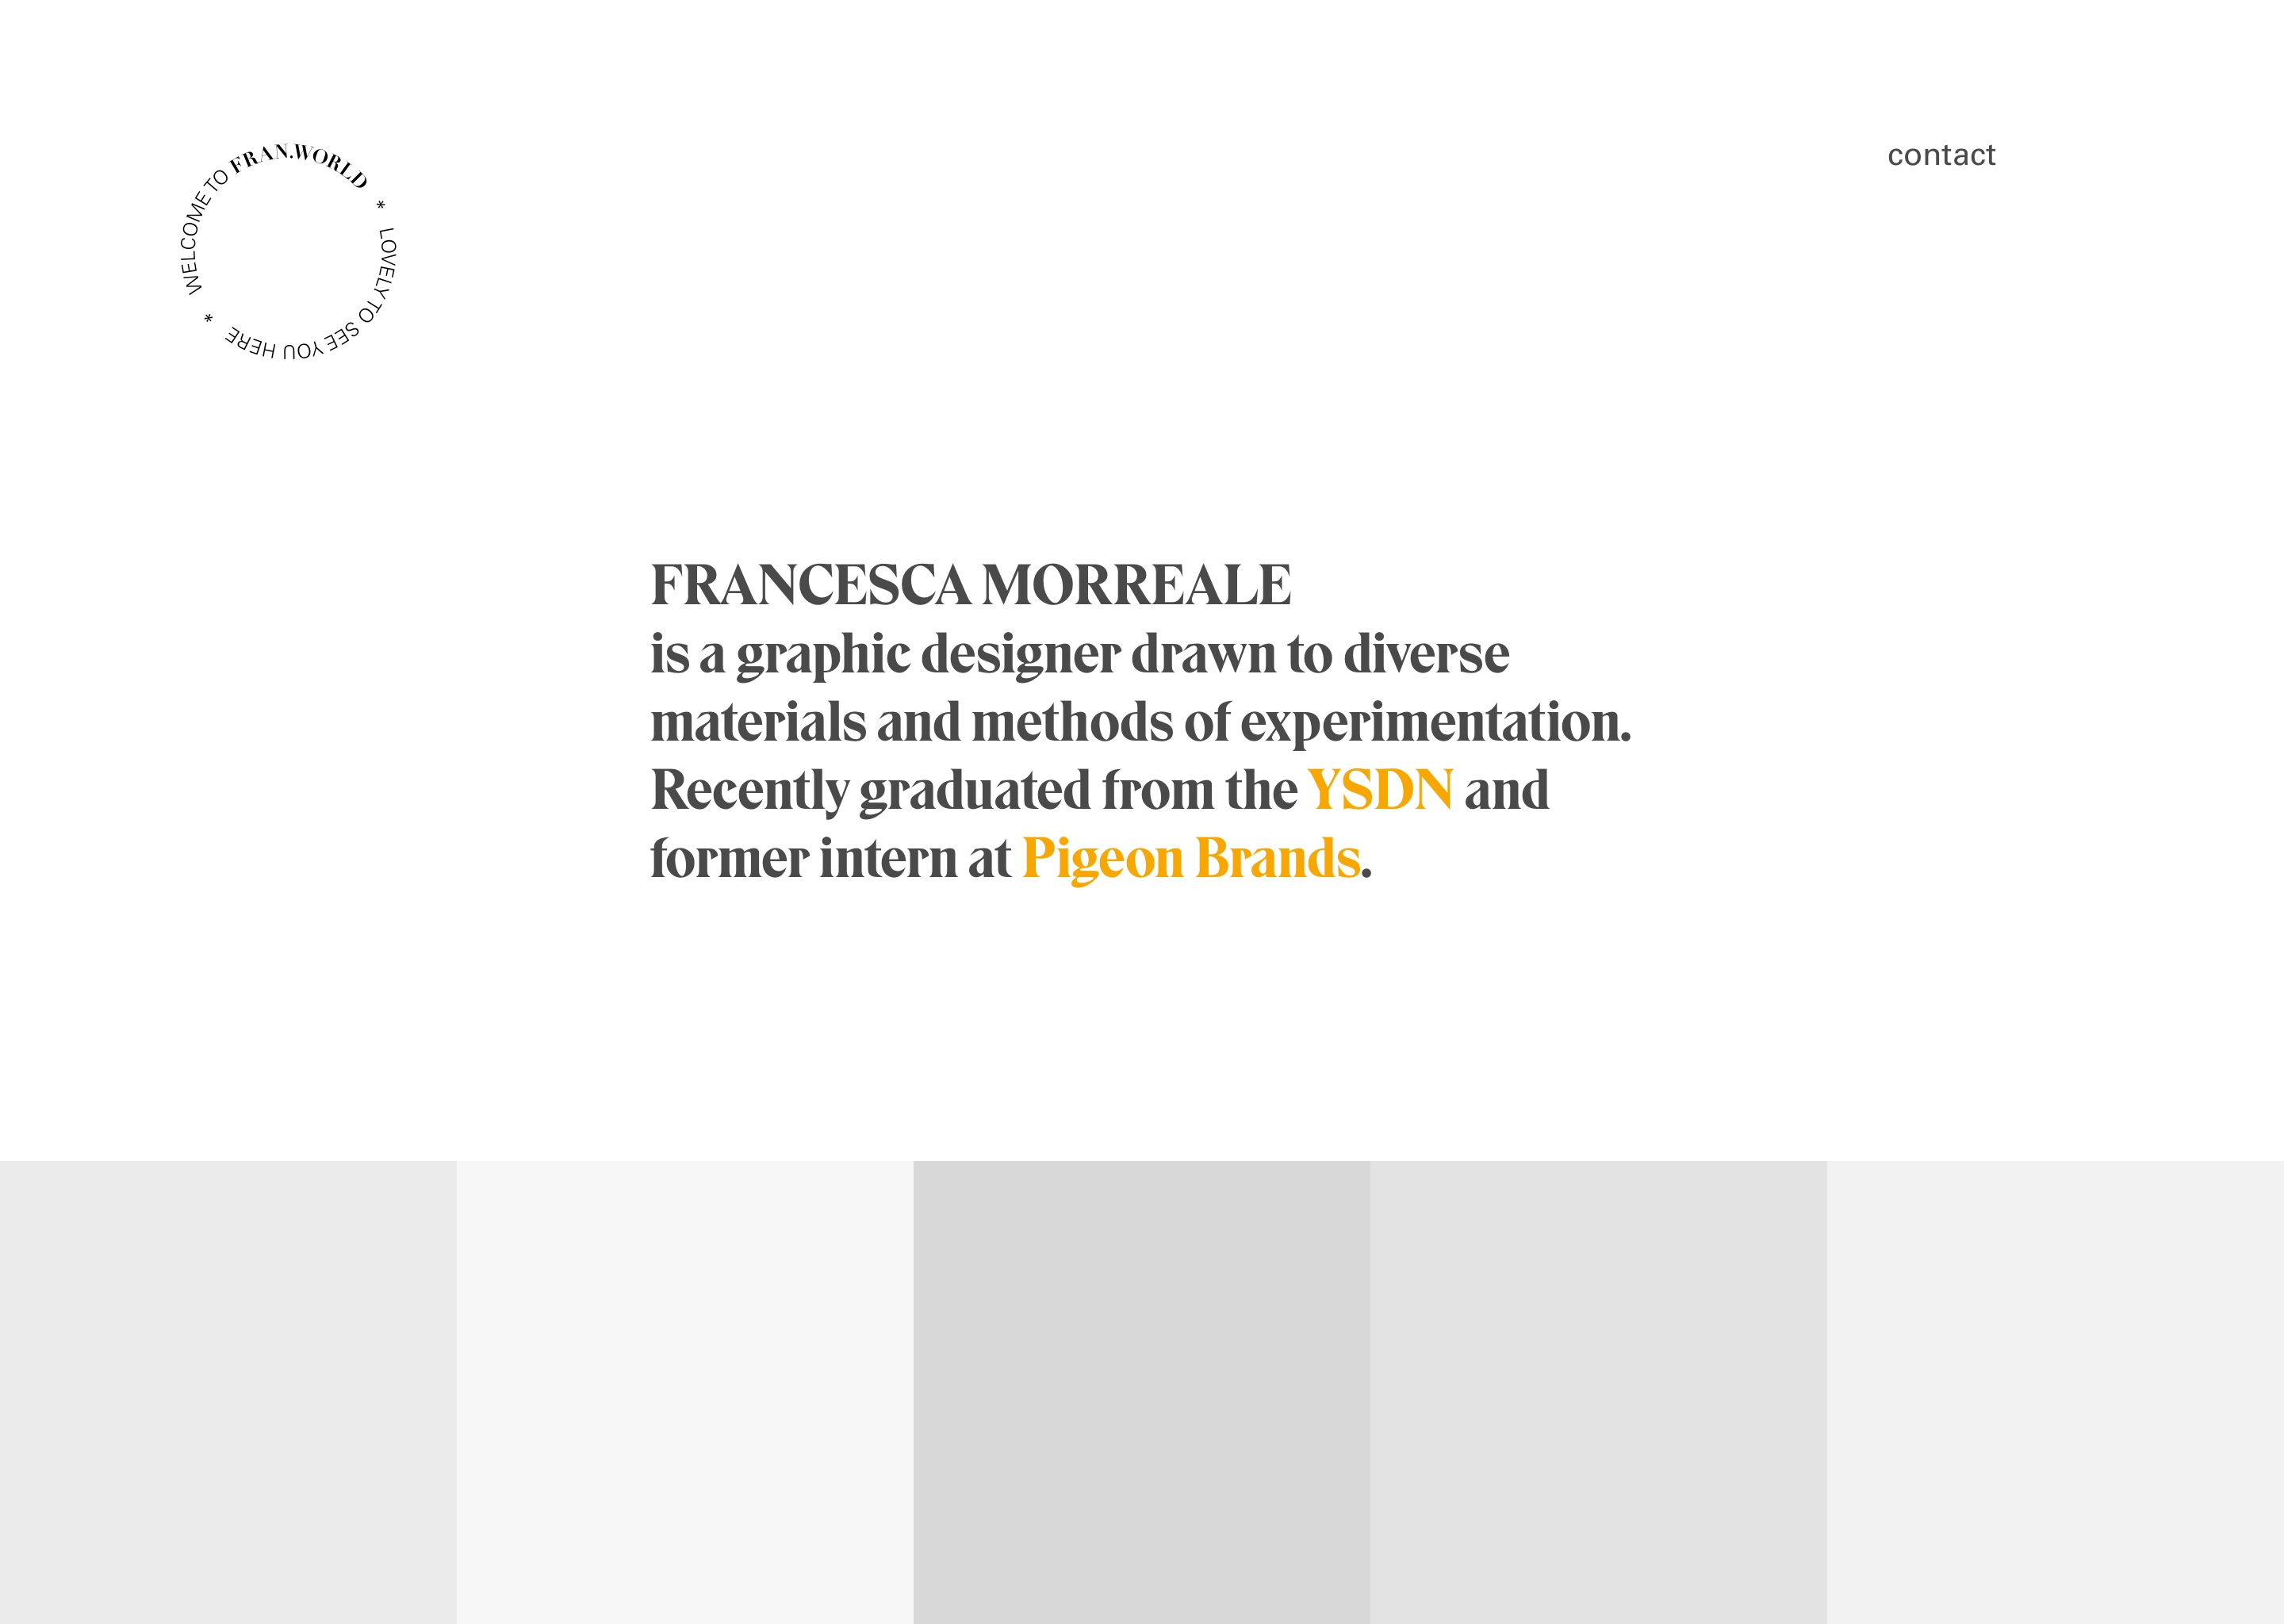 WELCOME TO FRAN.WORLD * LOVELY TO SEE YOU HERE *
contact
FRANCESCA MORREALE
is a graphic designer drawn to diverse
materials and methods of experimentation.
Recently graduated from the YSDN and
former intern at Pigeon Brands.